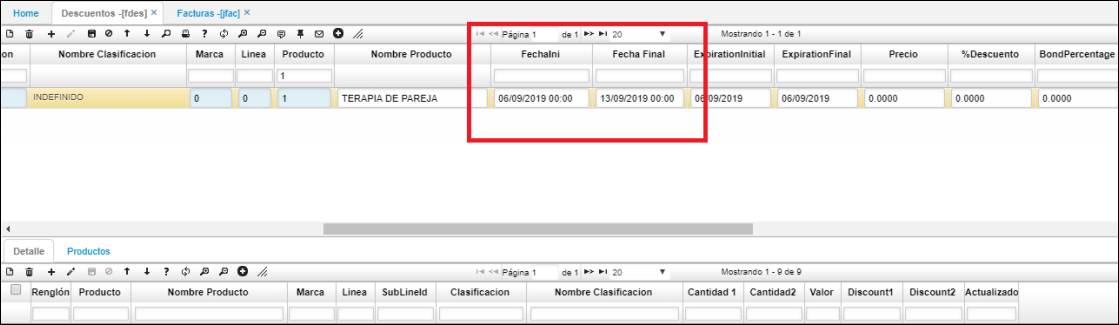 Home Descuentos -[fdes] × Facturas -[jfac] ×
Página 1 de 1 20 Mostrando 1 - 1 de 1
on Nombre Clasificacion Marca Linea Producto Nombre Producto FechaIni Fecha Final ExpirationInitial ExpirationFinal Precio %Descuento BondPercentage
1
INDEFINIDO 0 0 1 TERAPIA DE PAREJA 06/09/2019 00:00 13/09/2019 00:00 06/09/2019 06/09/2019 0.0000 0.0000 0.0000
Detalle Productos
Página 1 de 1 20 Mostrando 1 - 9 de 9
Renglón Producto Nombre Producto Marca Linea SubLineId Clasificacion Nombre Clasificacion Cantidad 1 Cantidad2 Valor Discount1 Discount2 Actualizado